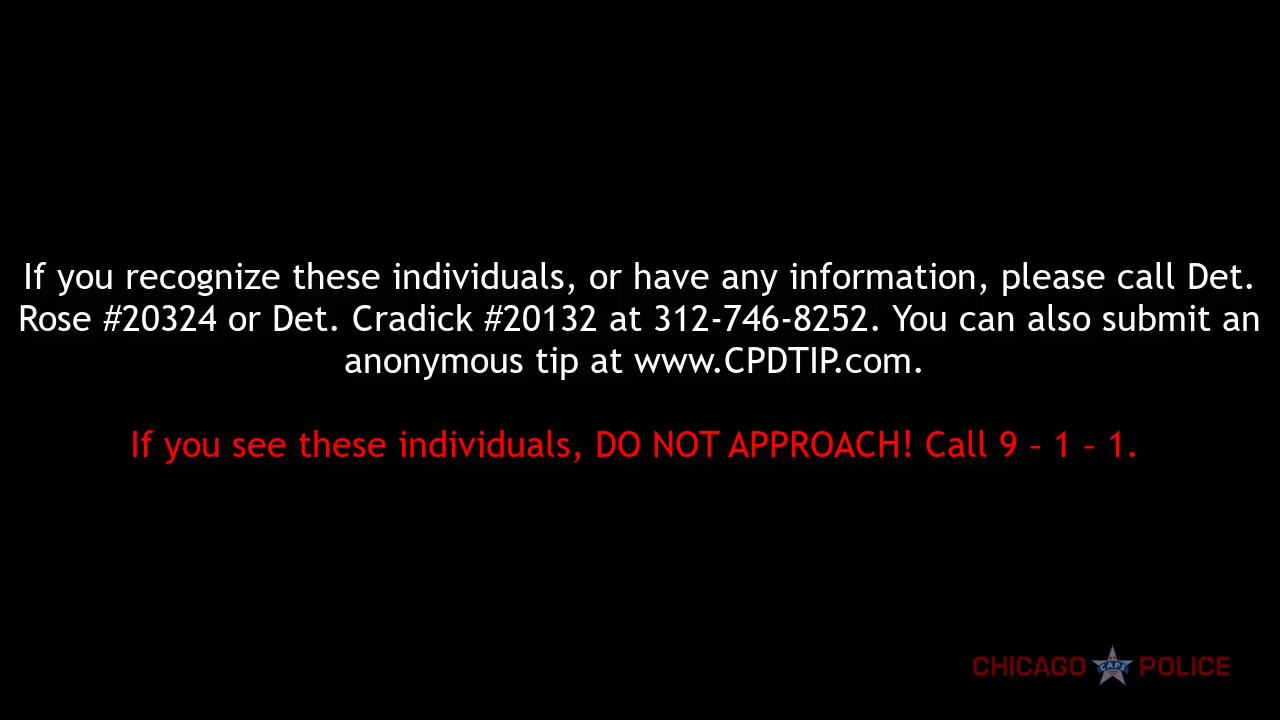 If you recognize these individuals, or have any information, please call Det.
Rose #20324 or Det. Cradick #20132 at 312-746-8252. You can also submit an
anonymous tip at www.CPDTIP.com.
If you see these individuals, DO NOT APPROACH! Call 9 – 1 – 1.
CHICAGO CAPS POLICE